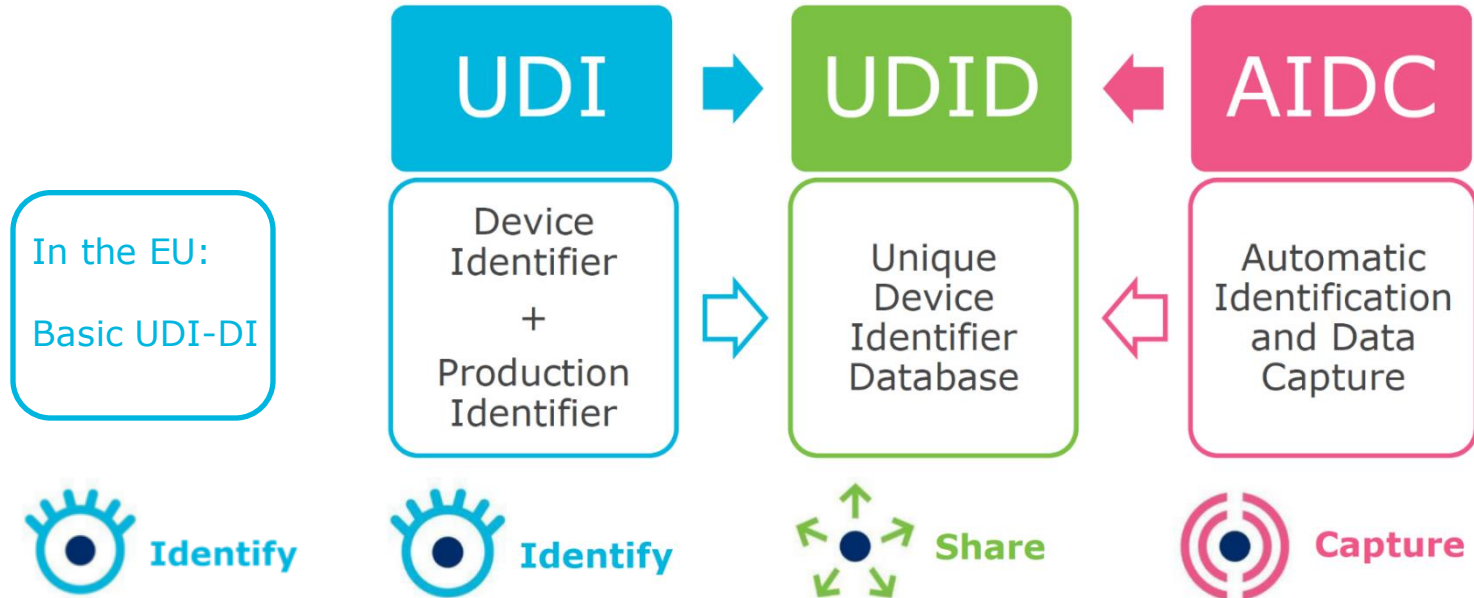 UDI
UDID
AIDC
In the EU:
Basic UDI-DI
Device
Identifier
+
Production
Identifier
Unique
Device
Identifier
Database
Automatic
Identification
and Data
Capture
Identify
Identify
Share
Capture